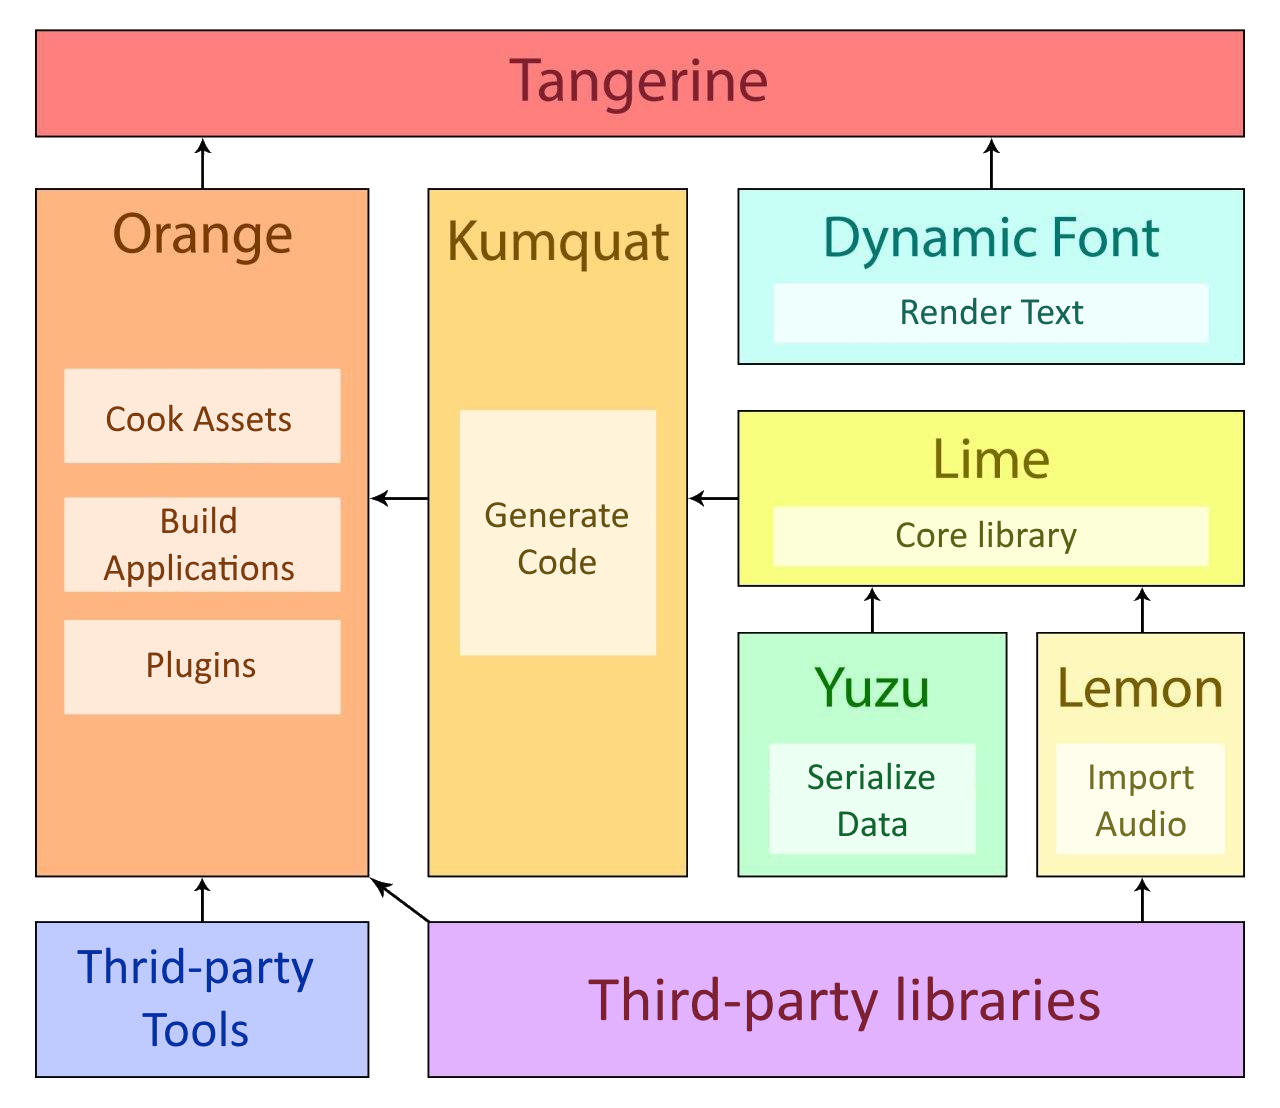 Tangerine
Orange
Cook Assets
Build
Applications
Plugins
Kumquat
Generate
Code
Dynamic Font
Render Text
Lime
Core library
Yuzu
Serialize
Data
Lemon
Import
Audio
Thrid-party
Tools
Third-party libraries